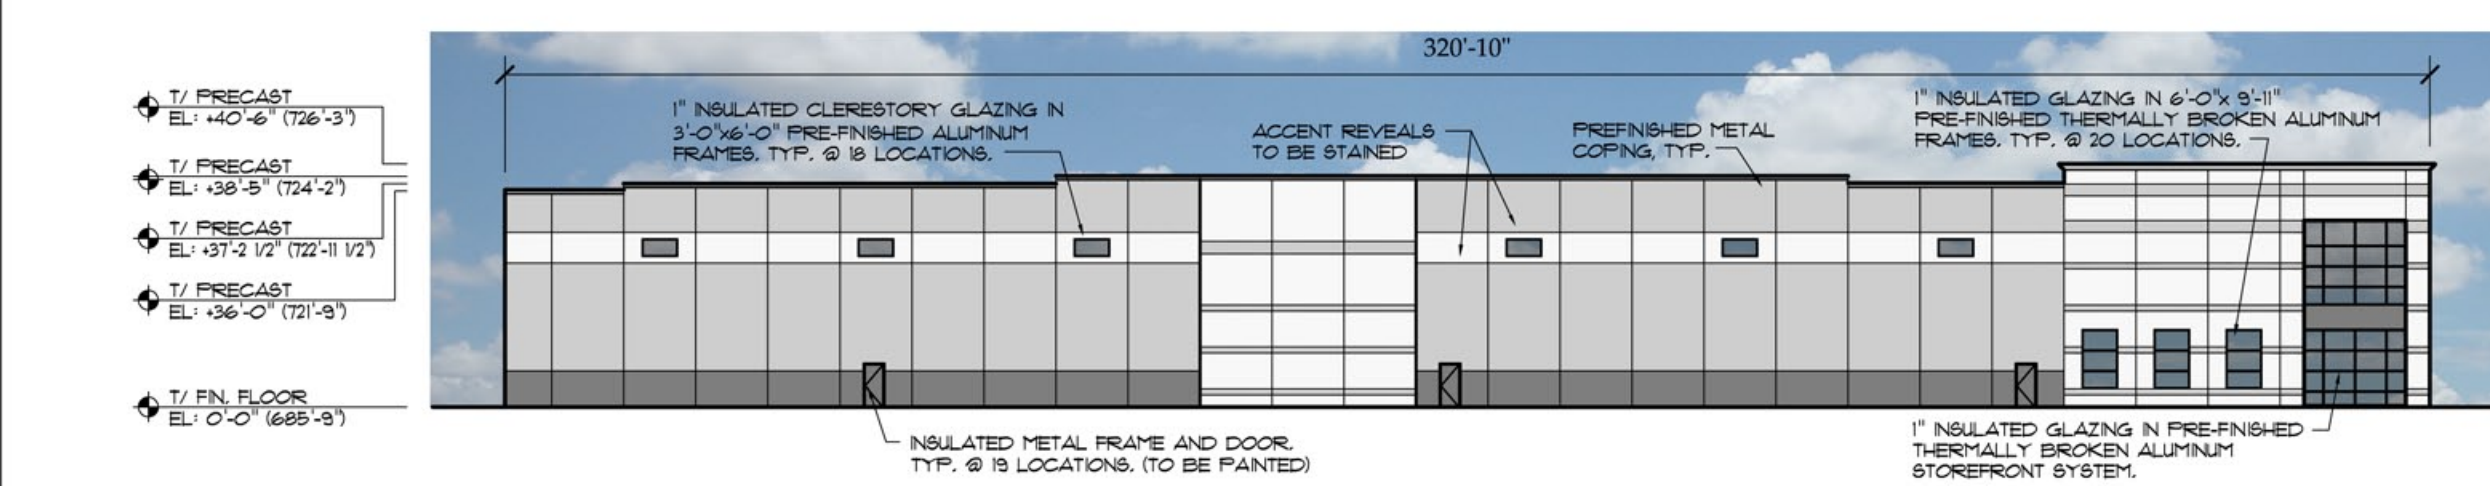 320'-10"
T/ PRECAST
EL: +40'-6" (726'-3")
T/ PRECAST
EL: +38'-5" (724'-2")
T/ PRECAST
EL: +37'-2 1/2" (722'-11 1/2")
T/ PRECAST
EL: +36'-0" (721'-9")
T/ FIN. FLOOR
EL: 0'-0" (685'-9")
1" INSULATED CLERESTORY GLAZING IN
3'-0"x6'-0" PRE-FINISHED ALUMINUM
FRAMES. TYP. @ 18 LOCATIONS.
ACCENT REVEALS
TO BE STAINED
PREFINISHED METAL
COPING, TYP.
1" INSULATED GLAZING IN 6'-0"x 9'-11"
PRE-FINISHED THERMALLY BROKEN ALUMINUM
FRAMES. TYP. @ 20 LOCATIONS.
INSULATED METAL FRAME AND DOOR.
TYP. @ 19 LOCATIONS. (TO BE PAINTED)
1" INSULATED GLAZING IN PRE-FINISHED
THERMALLY BROKEN ALUMINUM
STOREFRONT SYSTEM.